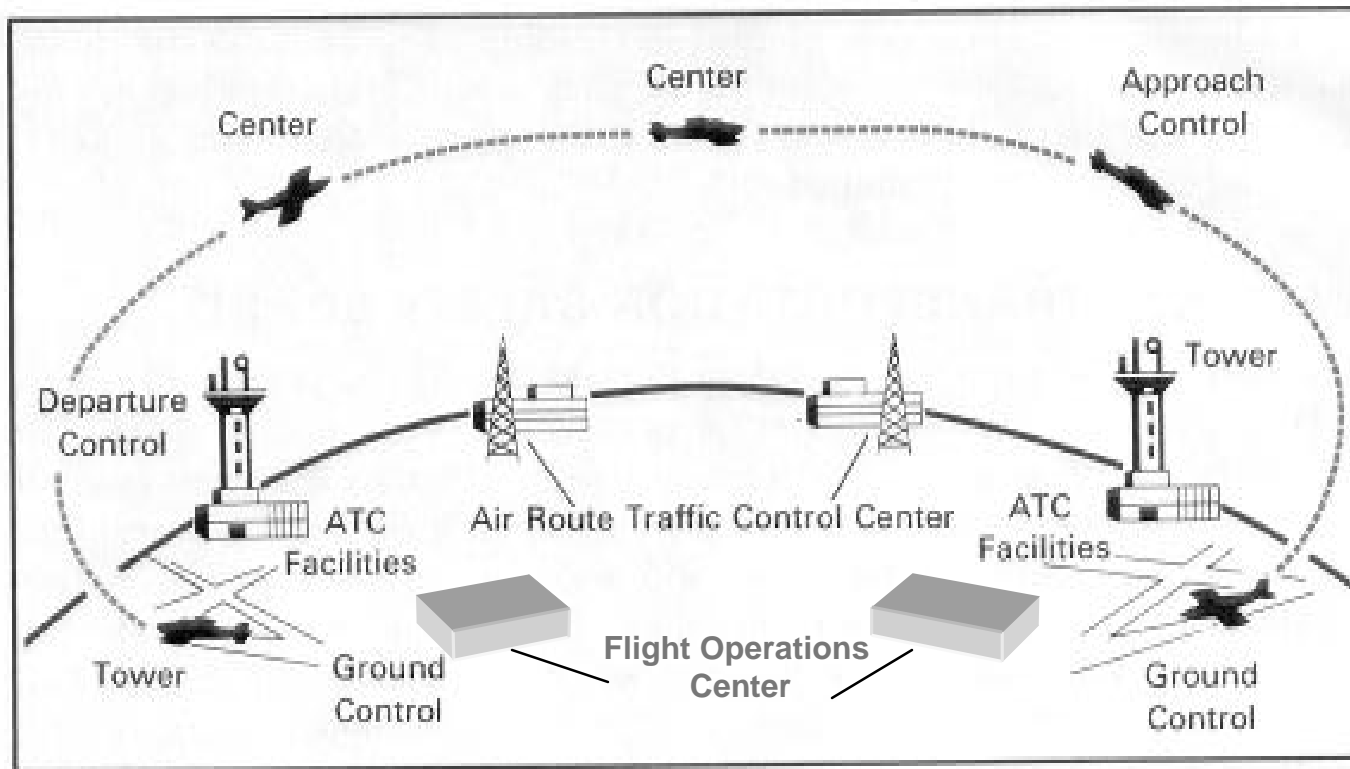 Center
Center
Approach
Control
Departure
Control
Tower
ATC
Facilities
Air Route Traffic Control Center
ATC
Facilities
Flight Operations
Center
Tower
Ground
Control
Ground
Control